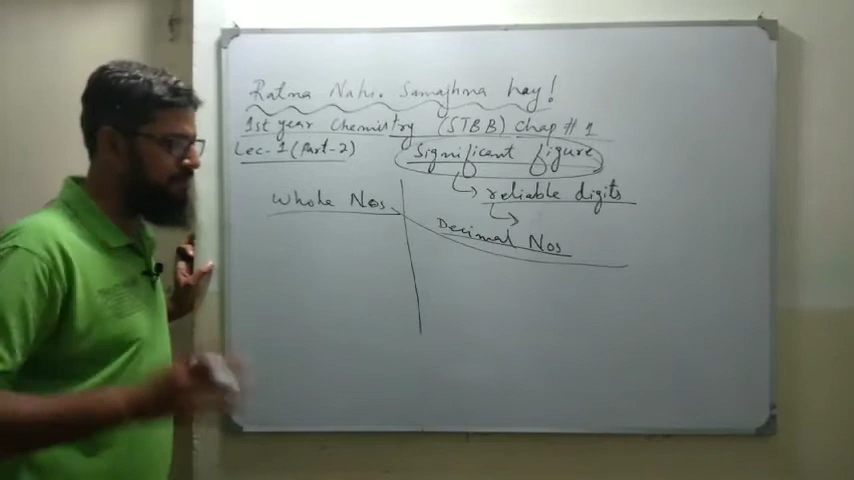 Ratna Nahi. Samajhna hay!
1st year Chemistry (STBB) Chap # 1
Lec-1 (Part-2) Significant figure
reliable digits
Whole Nos
Decimal Nos